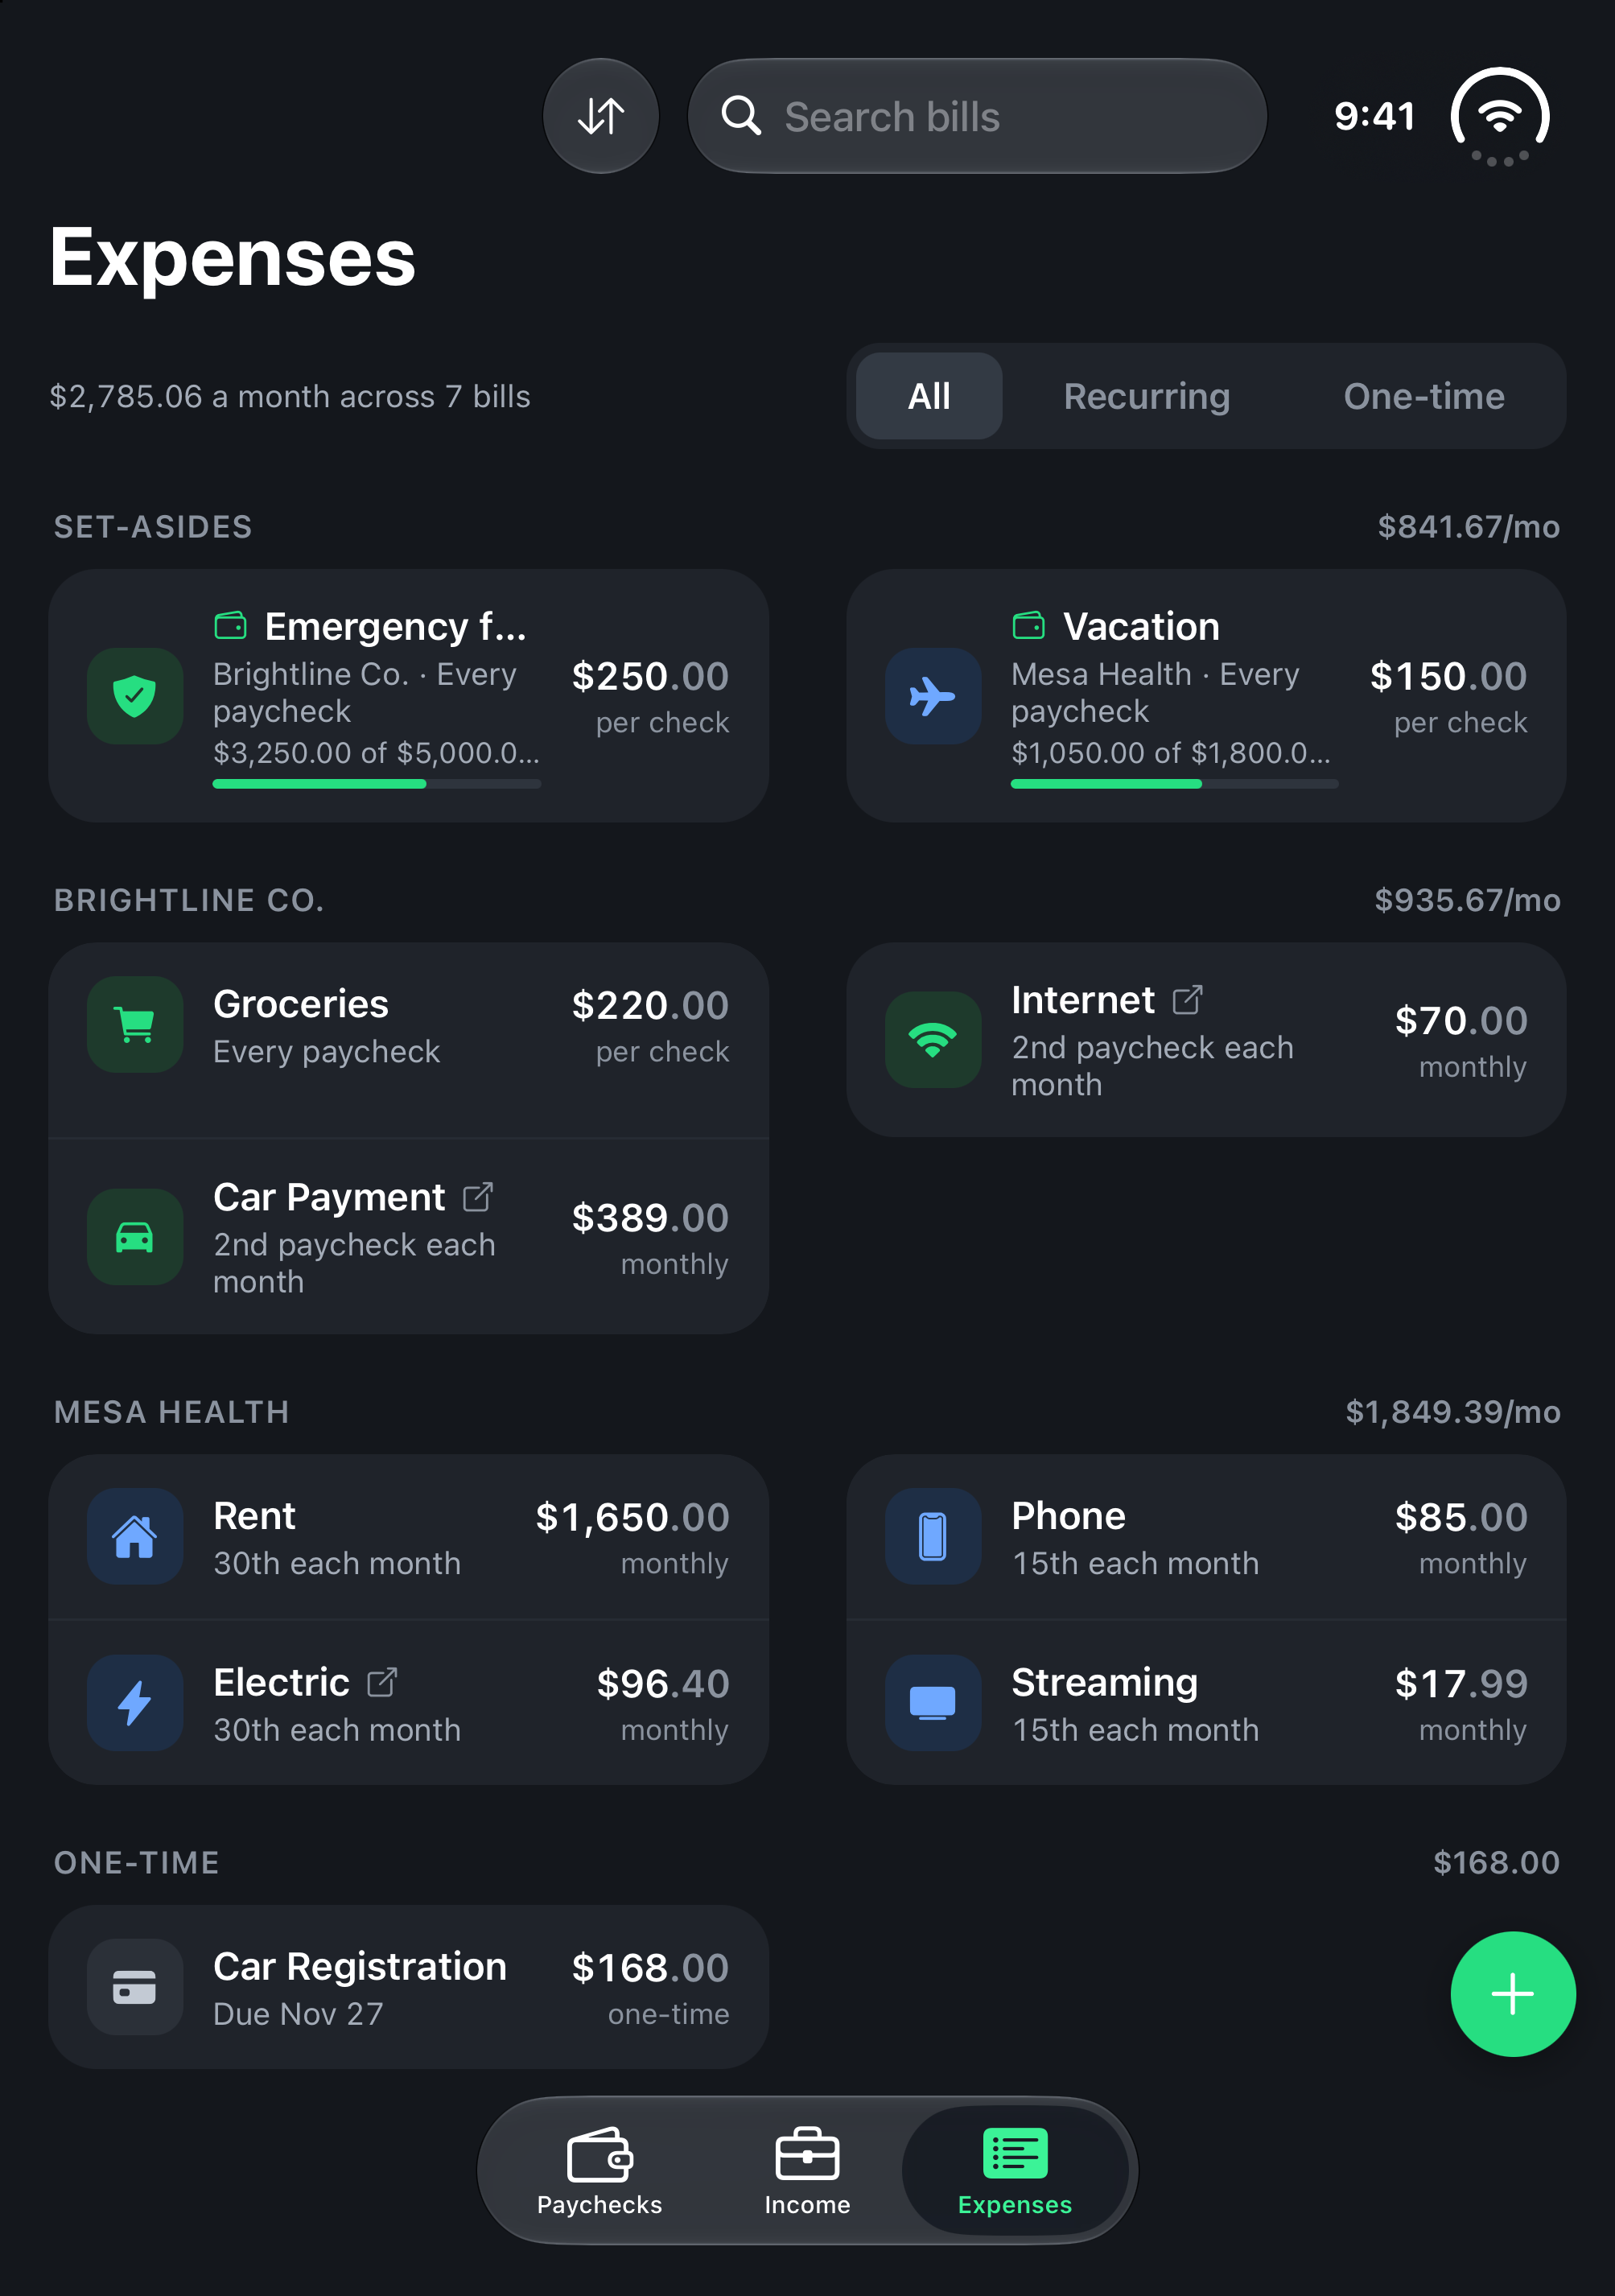 Search bills
9:41
Expenses
$2,785.06 a month across 7 bills
All
Recurring
One-time
SET-ASIDES
$841.67/mo
Emergency f...
Brightline Co. · Every
paycheck
$3,250.00 of $5,000.0...
$250.00
per check
Vacation
Mesa Health · Every
paycheck
$1,050.00 of $1,800.0...
$150.00
per check
BRIGHTLINE CO.
$935.67/mo
Groceries
Every paycheck
$220.00
per check
Internet
2nd paycheck each
month
$70.00
monthly
Car Payment
2nd paycheck each
month
$389.00
monthly
MESA HEALTH
$1,849.39/mo
Rent
30th each month
$1,650.00
monthly
Phone
15th each month
$85.00
monthly
Electric
30th each month
$96.40
monthly
Streaming
15th each month
$17.99
monthly
ONE-TIME
$168.00
Car Registration
Due Nov 27
$168.00
one-time
Paychecks
Income
Expenses